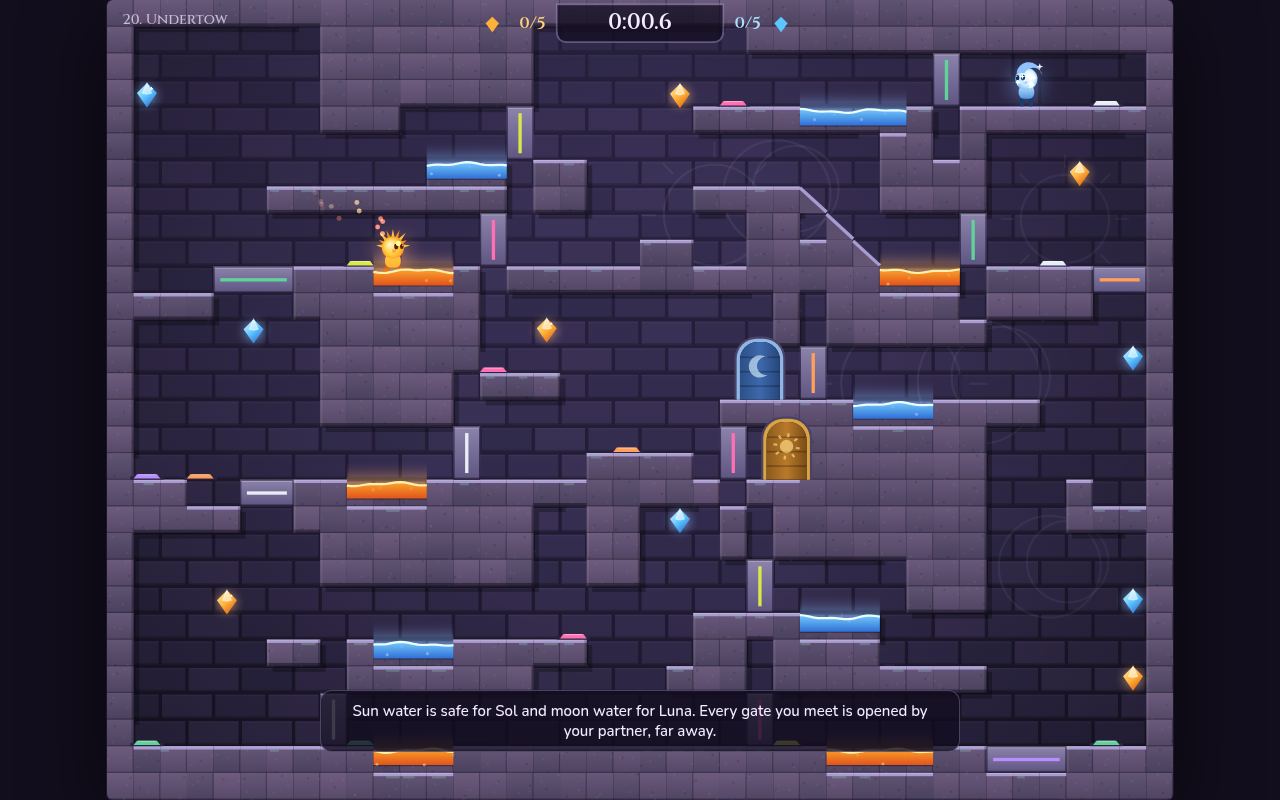 20. Undertow
0/5
0:00.6
0/5
Sun water is safe for Sol and moon water for Luna. Every gate you meet is opened by
your partner, far away.